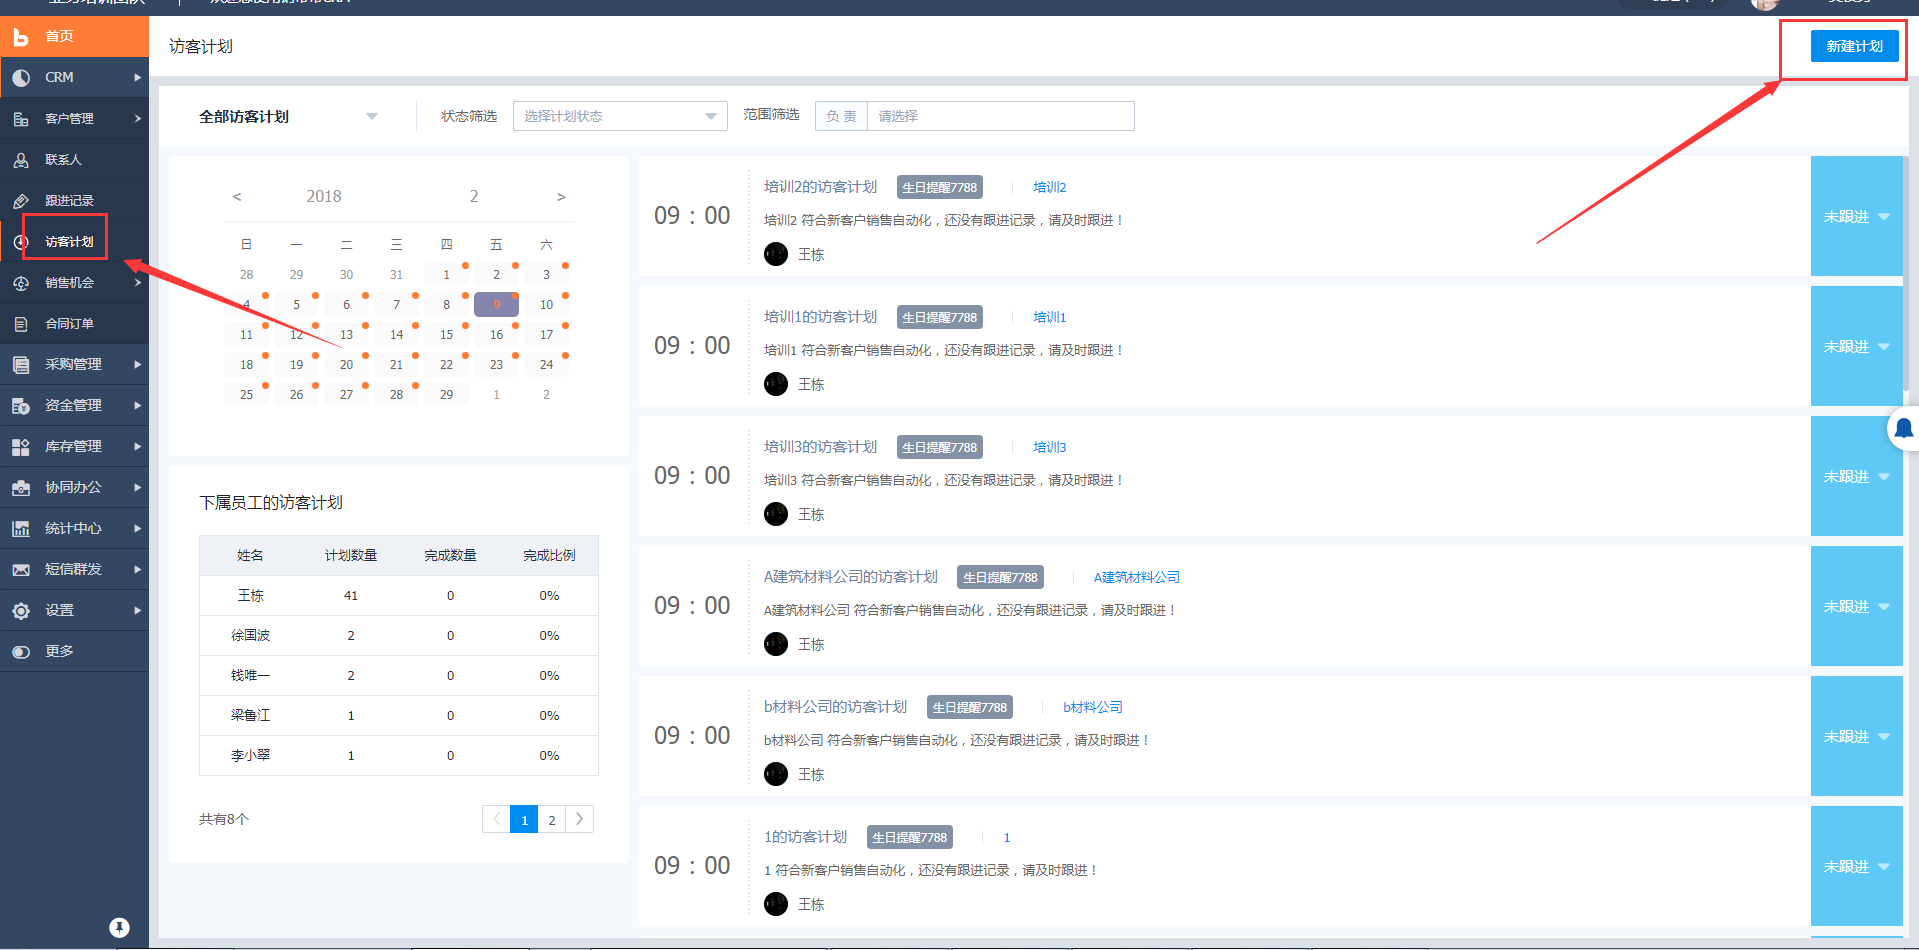 首页
CRM
客户管理
联系人
跟进记录
访客计划
销售机会
合同订单
采购管理
资金管理
库存管理
协同办公
统计中心
短信群发
设置
更多
访客计划
新建计划
全部访客计划 状态筛选 选择计划状态 范围筛选 负 责 请选择
< 2018 2 >
日 一 二 三 四 五 六
28 29 30 31 1 2 3
4 5 6 7 8 9 10
11 12 13 14 15 16 17
18 19 20 21 22 23 24
25 26 27 28 29 1 2
下属员工的访客计划
姓名 计划数量 完成数量 完成比例
王栋 41 0 0%
徐国波 2 0 0%
钱唯一 2 0 0%
梁鲁江 1 0 0%
李小翠 1 0 0%
共有8个 1 2
09 : 00
培训2的访客计划 生日提醒7788 培训2
培训2 符合新客户销售自动化，还没有跟进记录，请及时跟进！
王栋
未跟进
09 : 00
培训1的访客计划 生日提醒7788 培训1
培训1 符合新客户销售自动化，还没有跟进记录，请及时跟进！
王栋
未跟进
09 : 00
培训3的访客计划 生日提醒7788 培训3
培训3 符合新客户销售自动化，还没有跟进记录，请及时跟进！
王栋
未跟进
09 : 00
A建筑材料公司的访客计划 生日提醒7788 A建筑材料公司
A建筑材料公司 符合新客户销售自动化，还没有跟进记录，请及时跟进！
王栋
未跟进
09 : 00
b材料公司的访客计划 生日提醒7788 b材料公司
b材料公司 符合新客户销售自动化，还没有跟进记录，请及时跟进！
王栋
未跟进
09 : 00
1的访客计划 生日提醒7788 1
1 符合新客户销售自动化，还没有跟进记录，请及时跟进！
王栋
未跟进